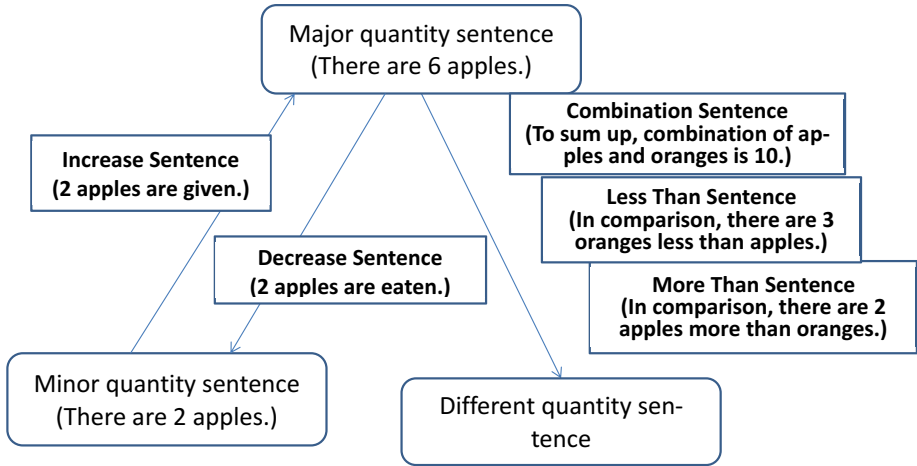 Major quantity sentence
(There are 6 apples.)
Combination Sentence
(To sum up, combination of ap-
ples and oranges is 10.)
Increase Sentence
(2 apples are given.)
Less Than Sentence
(In comparison, there are 3
oranges less than apples.)
Decrease Sentence
(2 apples are eaten.)
More Than Sentence
(In comparison, there are 2
apples more than oranges.)
Minor quantity sentence
(There are 2 apples.)
Different quantity sen-
tence